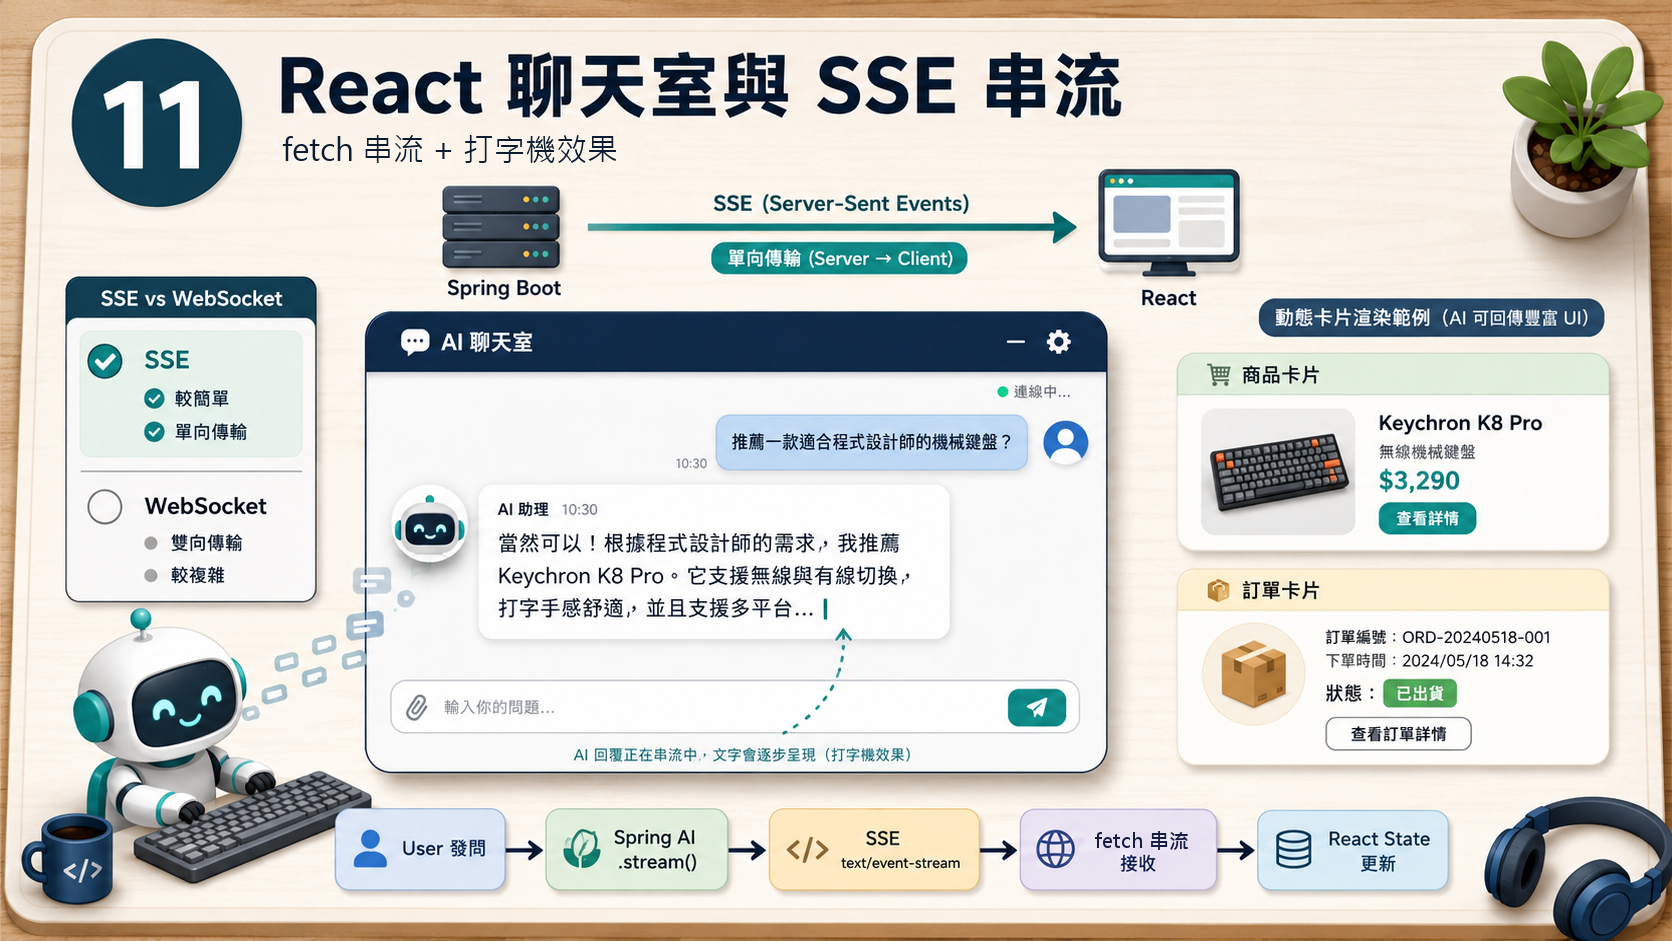 11
React 聊天室與 SSE 串流
fetch 串流 + 打字機效果
SSE (Server-Sent Events)
單向傳輸 (Server → Client)
Spring Boot
React
SSE vs WebSocket
SSE
較簡單
單向傳輸
WebSocket
雙向傳輸
較複雜
AI 聊天室
連線中...
推薦一款適合程式設計師的機械鍵盤？
10:30
AI 助理 10:30
當然可以！根據程式設計師的需求，我推薦
Keychron K8 Pro。它支援無線與有線切換，
打字手感舒適，並且支援多平台...
輸入你的問題...
AI 回覆正在串流中，文字會逐步呈現（打字機效果）
動態卡片渲染範例（AI 可回傳豐富 UI）
商品卡片
Keychron K8 Pro
無線機械鍵盤
$3,290
查看詳情
訂單卡片
訂單編號：ORD-20240518-001
下單時間：2024/05/18 14:32
狀態：已出貨
查看訂單詳情
</>
User 發問
Spring AI
.stream()
</>
SSE
text/event-stream
fetch 串流
接收
React State
更新